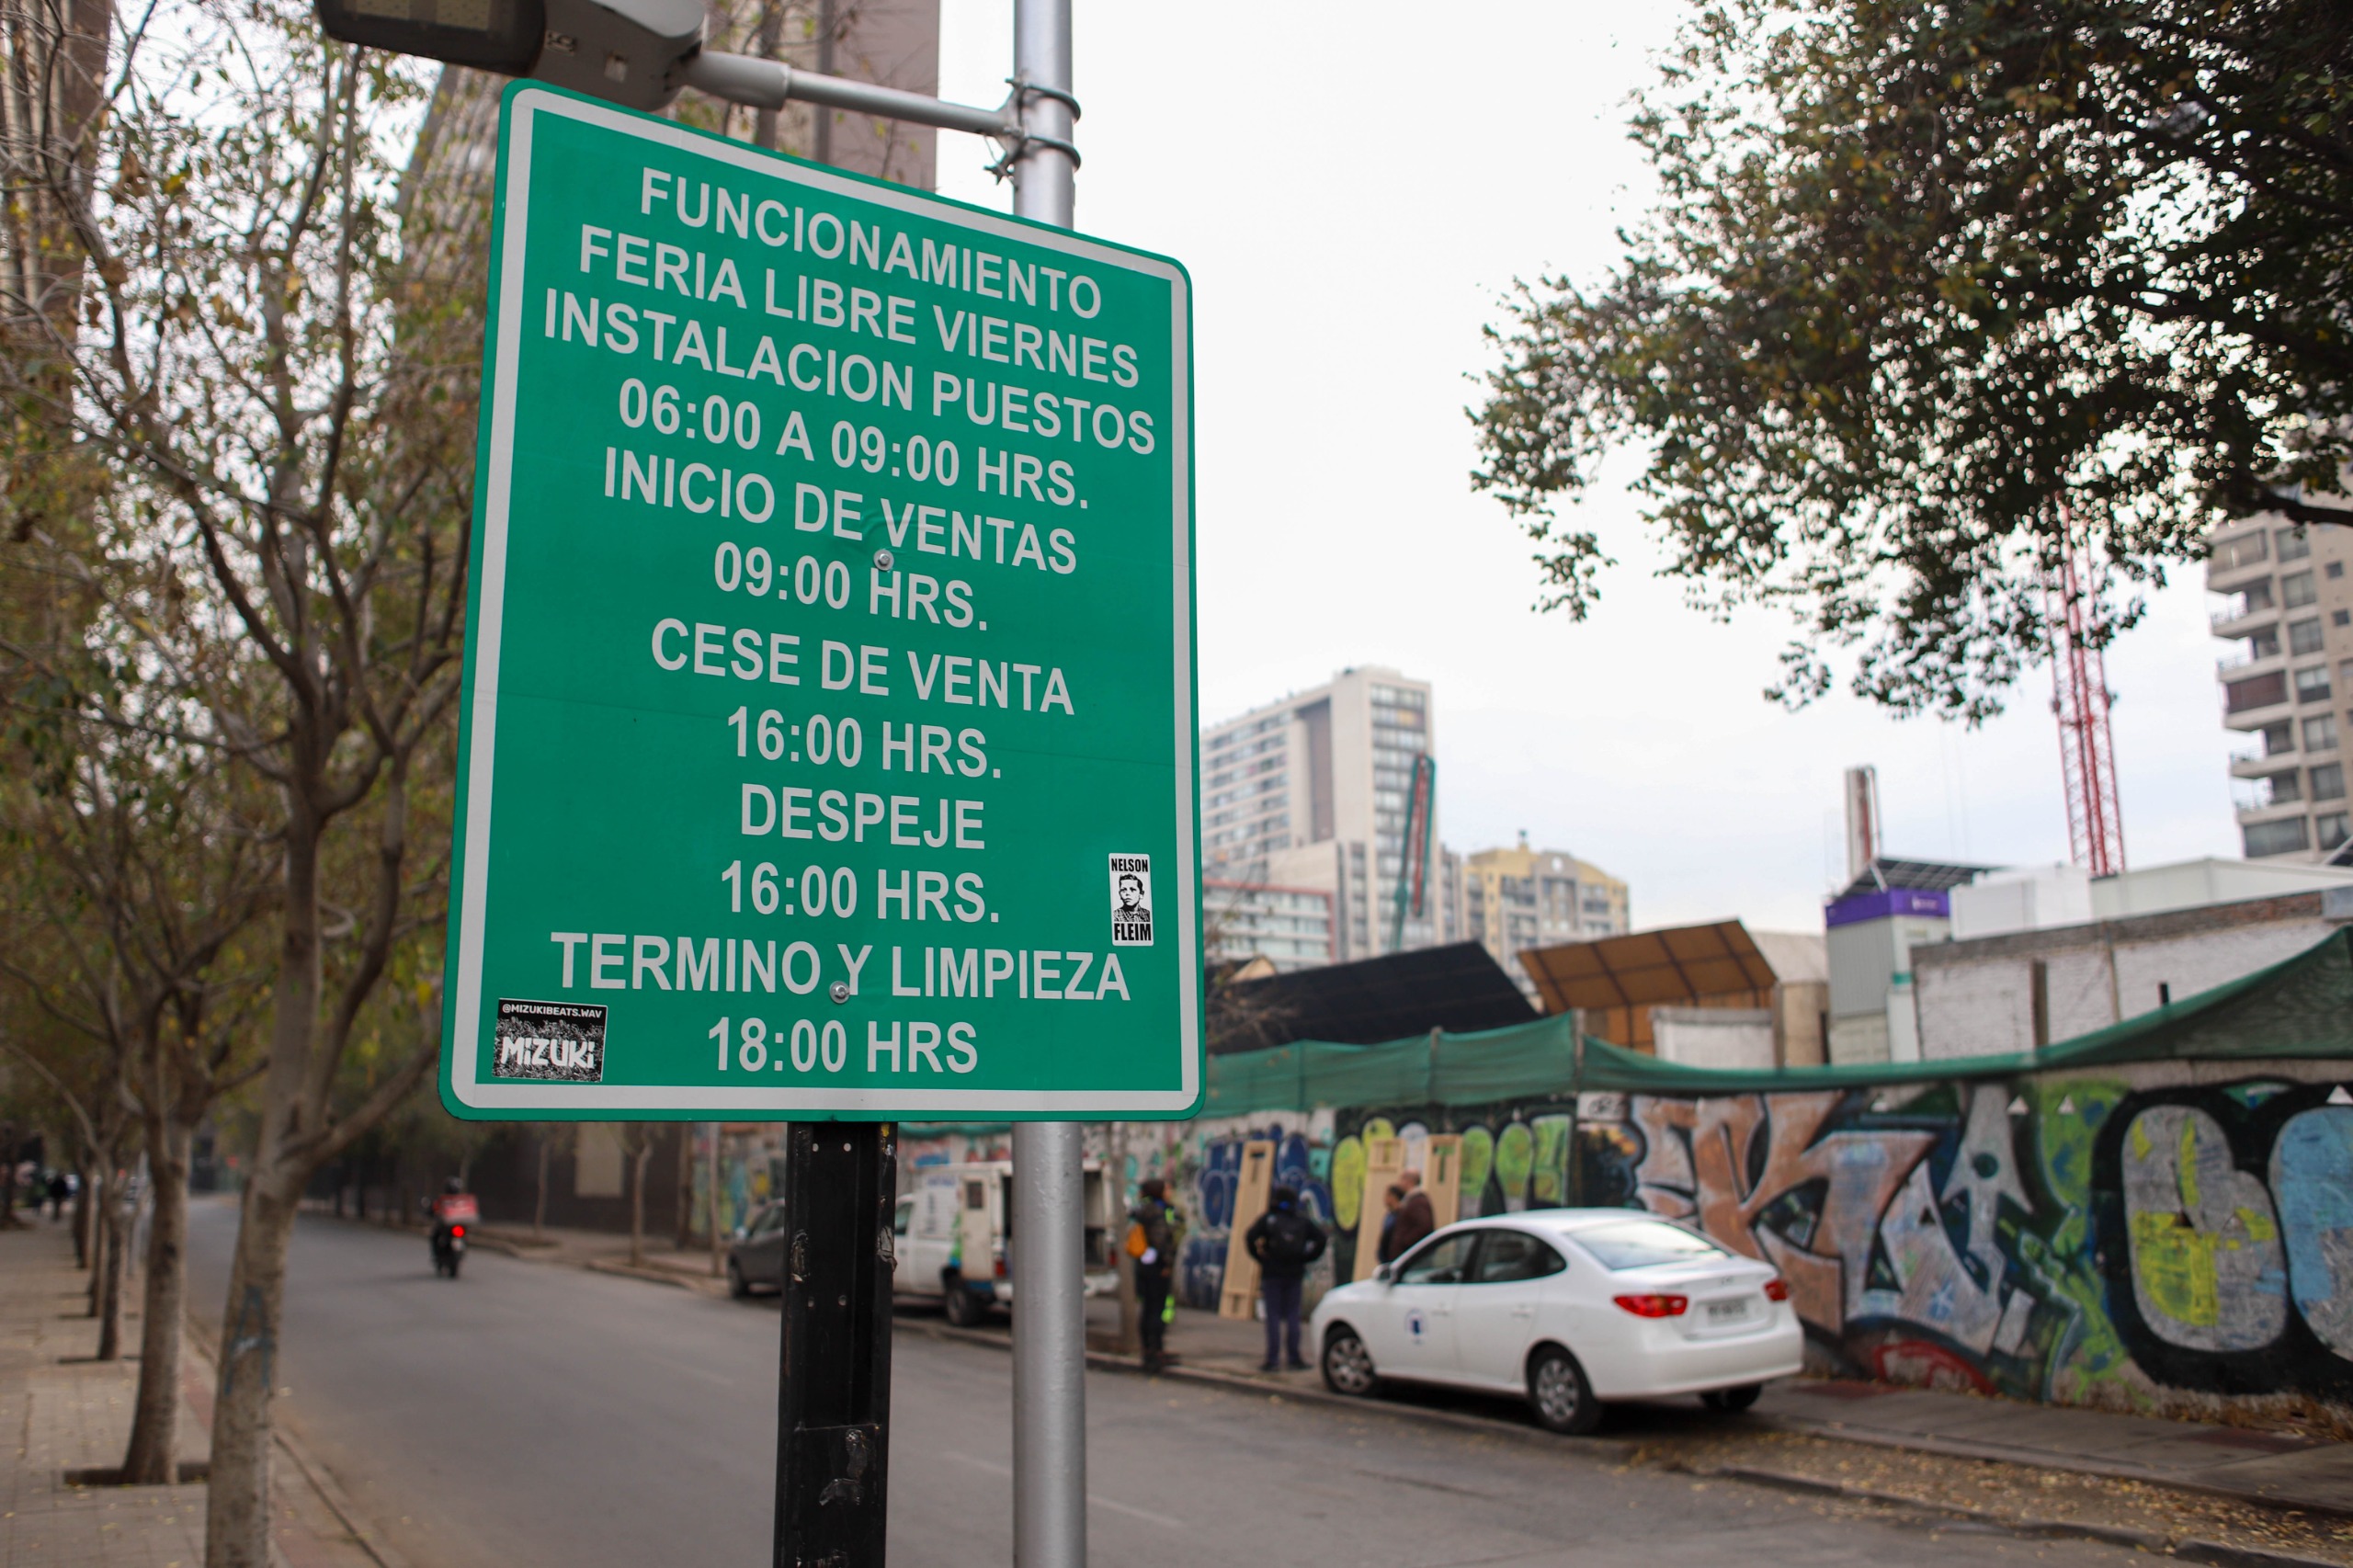 FUNCIONAMIENTO
FERIA LIBRE VIERNES
INSTALACION PUESTOS
06:00 A 09:00 HRS.
INICIO DE VENTAS
09:00 HRS.
CESE DE VENTA
16:00 HRS.
DESPEJE
16:00 HRS.
TERMINO Y LIMPIEZA
18:00 HRS
NELSON
FLEIM
@MIZUKIBEATS.WAV
MiZUKi